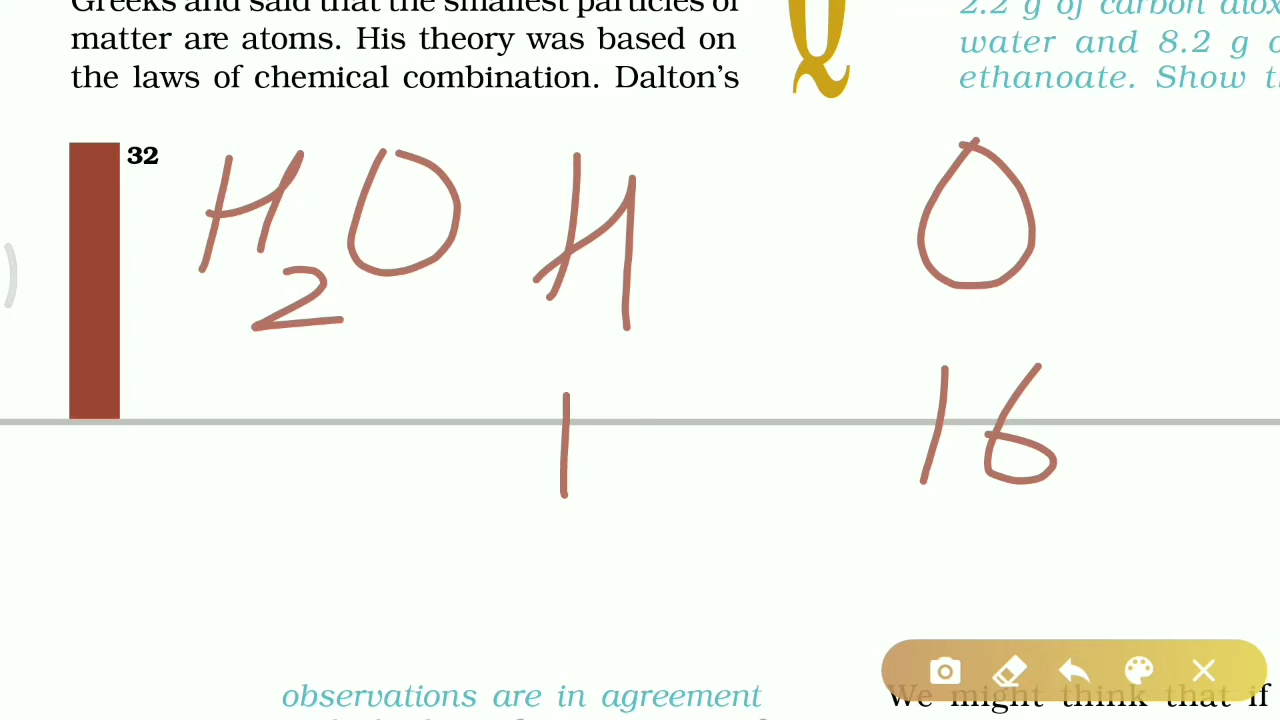 Greeks and said that the smallest particles of
matter are atoms. His theory was based on
the laws of chemical combination. Dalton's
Q
2.2 g of carbon
water and 8.2 g
ethanoate. Show
32
H2O H O
1 16
observations are in agreement
We might think that if